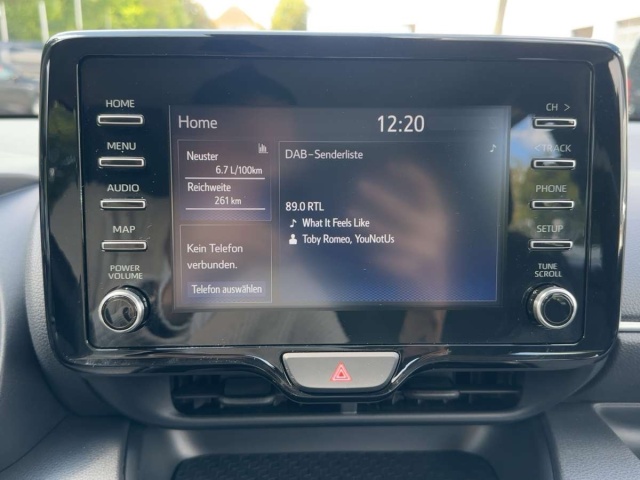 HOME
MENU
AUDIO
MAP
POWER
VOLUME
Home
12:20
Neuster
6.7 L/100km
Reichweite
261 km
Kein Telefon
verbunden.
Telefon auswählen
DAB-Senderliste
89.0 RTL
What It Feels Like
Toby Romeo, YouNotUs
CH >
< TRACK
PHONE
SETUP
TUNE
SCROLL